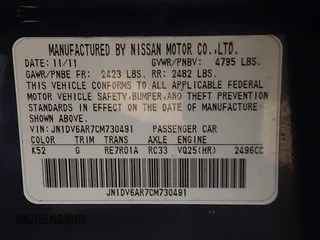 MANUFACTURED BY NISSAN MOTOR CO.,LTD.
DATE: 11/11 GVWR/PNBV: 4795 LBS.
GAWR/PNBE FR: 2423 LBS. RR: 2482 LBS.
THIS VEHICLE CONFORMS TO ALL APPLICABLE FEDERAL
MOTOR VEHICLE SAFETY, BUMPER, AND THEFT PREVENTION
STANDARDS IN EFFECT ON THE DATE OF MANUFACTURE
SHOWN ABOVE.
VIN: JN1DV6AR7CM730491 PASSENGER CAR
COLOR TRIM TRANS AXLE ENGINE
K52 G RE7R01A RC33 VQ25(HR) 2496CC
JN1DV6AR7CM730491
DREAMBID